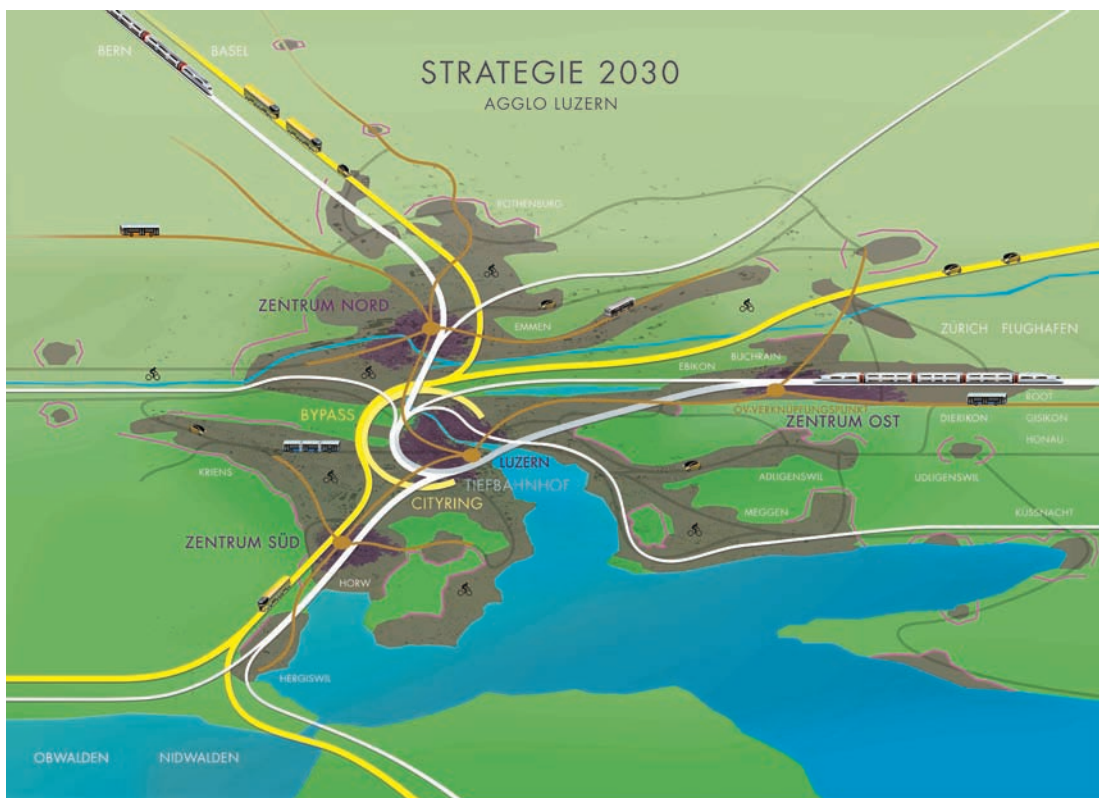 BERN
BASEL
STRATEGIE 2030
AGGLO LUZERN
ROTHENBURG
ZENTRUM NORD
EMMEN
ZÜRICH FLUGHAFEN
BUCHRAIN
EBIKON
BYPASS
ÖV-VERKNÜPFUNGSPUNKT
ZENTRUM OST
DIERIKON
ROOT
GISIKON
HONAU
LUZERN
TIEFBAHNHOF
KRIENS
CITYRING
ADLIGENSWIL
UDLIGENSWIL
MEGGEN
KÜSSNACHT
ZENTRUM SÜD
HORW
HERGISWIL
OBWALDEN
NIDWALDEN